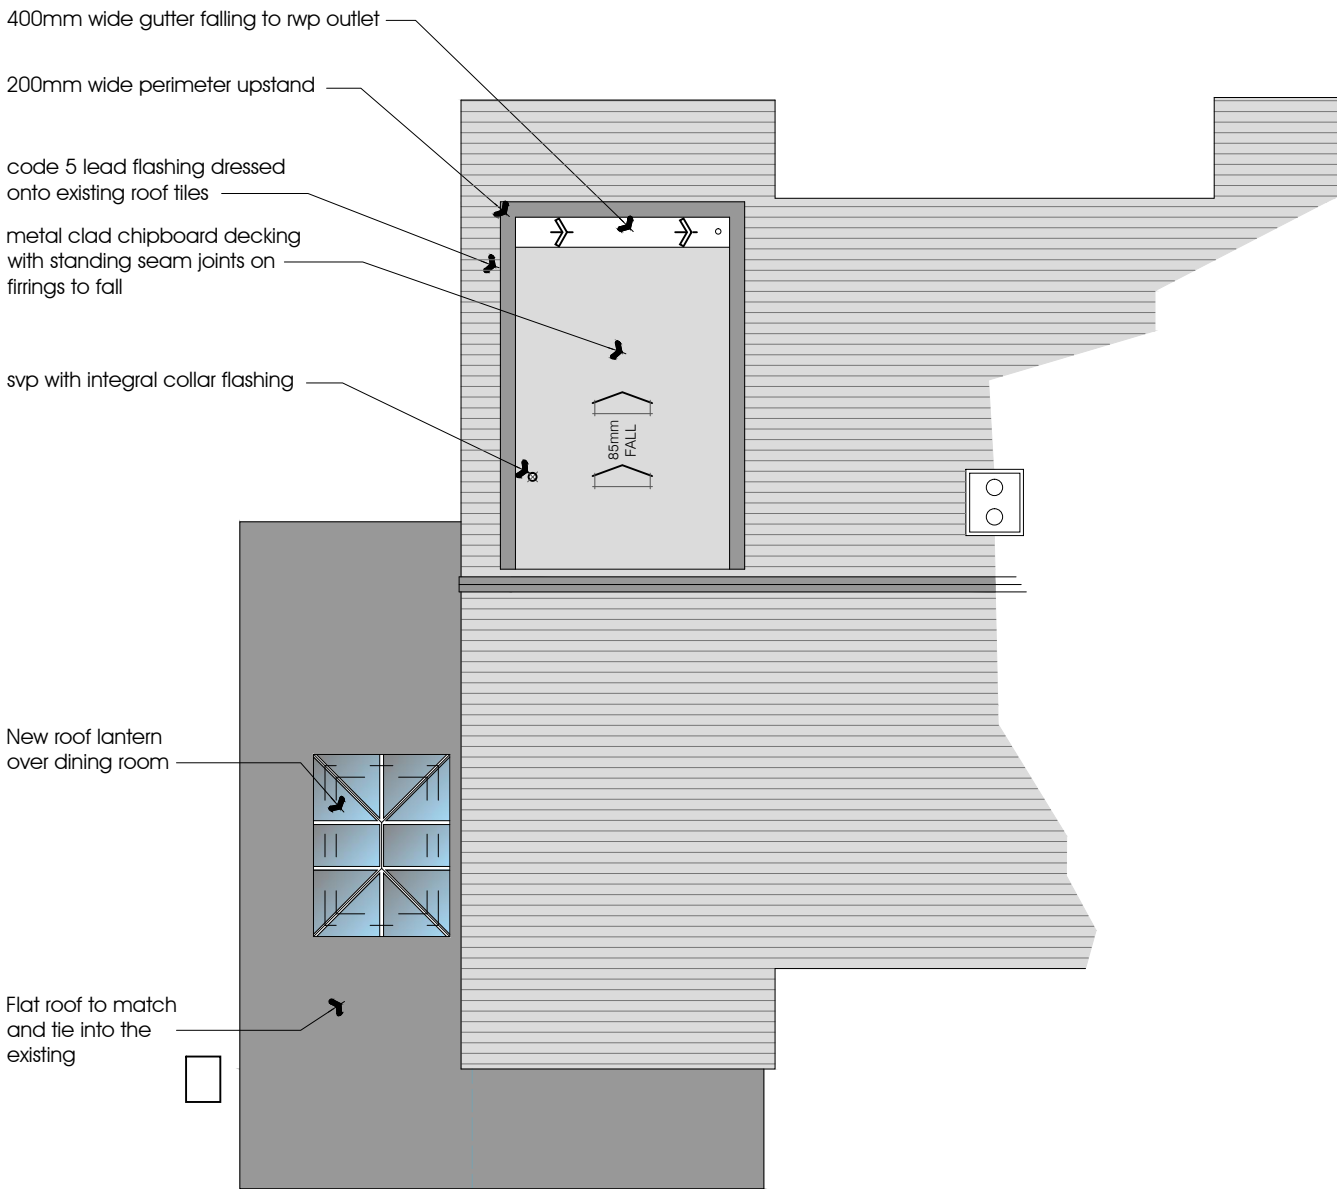 400mm wide gutter falling to rwp outlet
200mm wide perimeter upstand
code 5 lead flashing dressed
onto existing roof tiles
metal clad chipboard decking
with standing seam joints on
firrings to fall
svp with integral collar flashing
85mm
FALL
New roof lantern
over dining room
Flat roof to match
and tie into the
existing